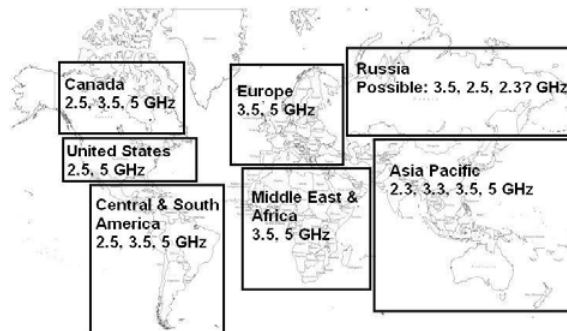 Canada
2.5, 3.5, 5 GHz
United States
2.5, 5 GHz
Central & South
America
2.5, 3.5, 5 GHz
Europe
3.5, 5 GHz
Middle East &
Africa
3.5, 5 GHz
Russia
Possible: 3.5, 2.5, 2.3? GHz
Asia Pacific
2.3, 3.3, 3.5, 5 GHz